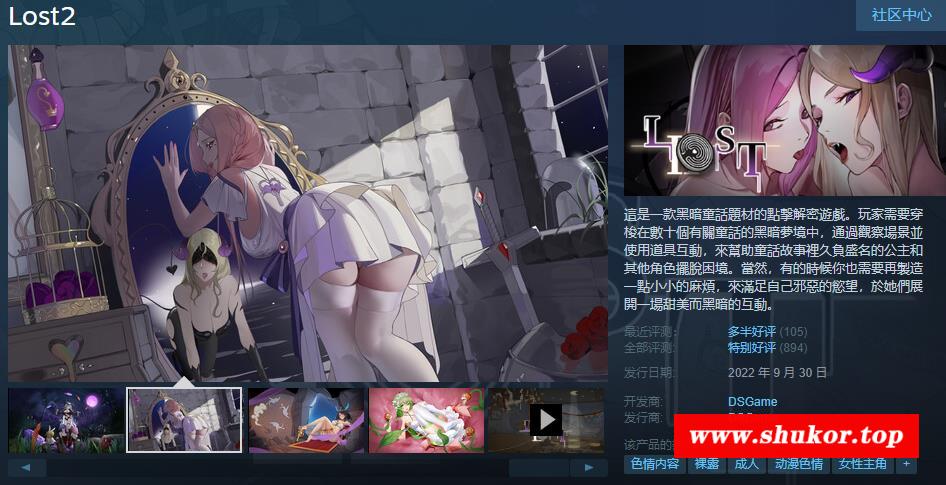 Lost2
社区中心
LOST
這是一款黑暗童話題材的點擊解密遊戲。玩家需要穿
梭在數十個有關童話的黑暗夢境中，通過觀察場景並
使用道具互動，來幫助童話故事裡久負盛名的公主和
其他角色擺脫困境。當然，有的時候你也需要再製造
一點小小的麻煩，來滿足自己邪惡的慾望，於她們展
開一場甜美而黑暗的互動。
最近评测： 多半好评 (105)
全部评测： 特别好评 (894)
发行日期： 2022 年 9 月 30 日
开发商： DSGame
发行商：
www.shukor.top
该产品的
色情内容 裸露 成人 动漫色情 女性主角 +